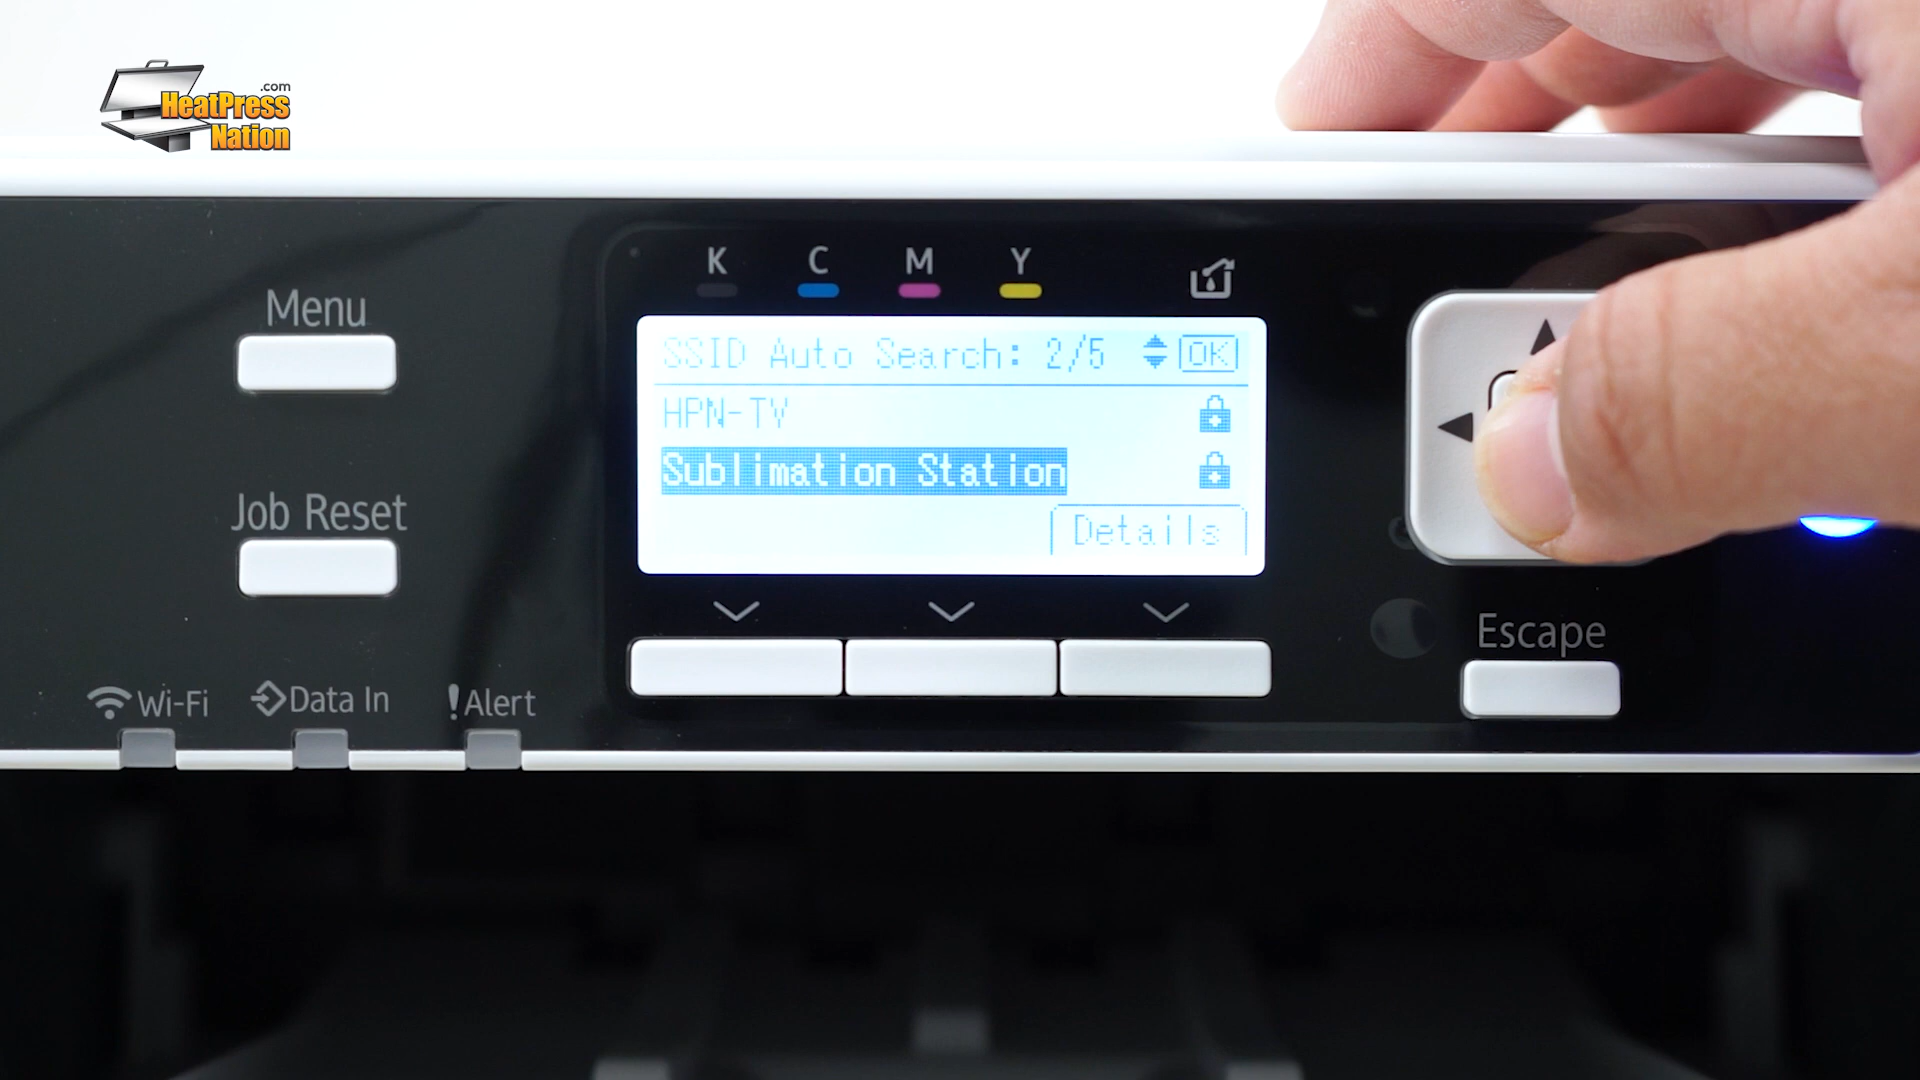 .com
HeatPress
Nation
K C M Y
Menu
SSID Auto Search: 2/5 OK
HPN-TV
Sublimation Station
Details
Job Reset
Escape
Wi-Fi Data In !Alert